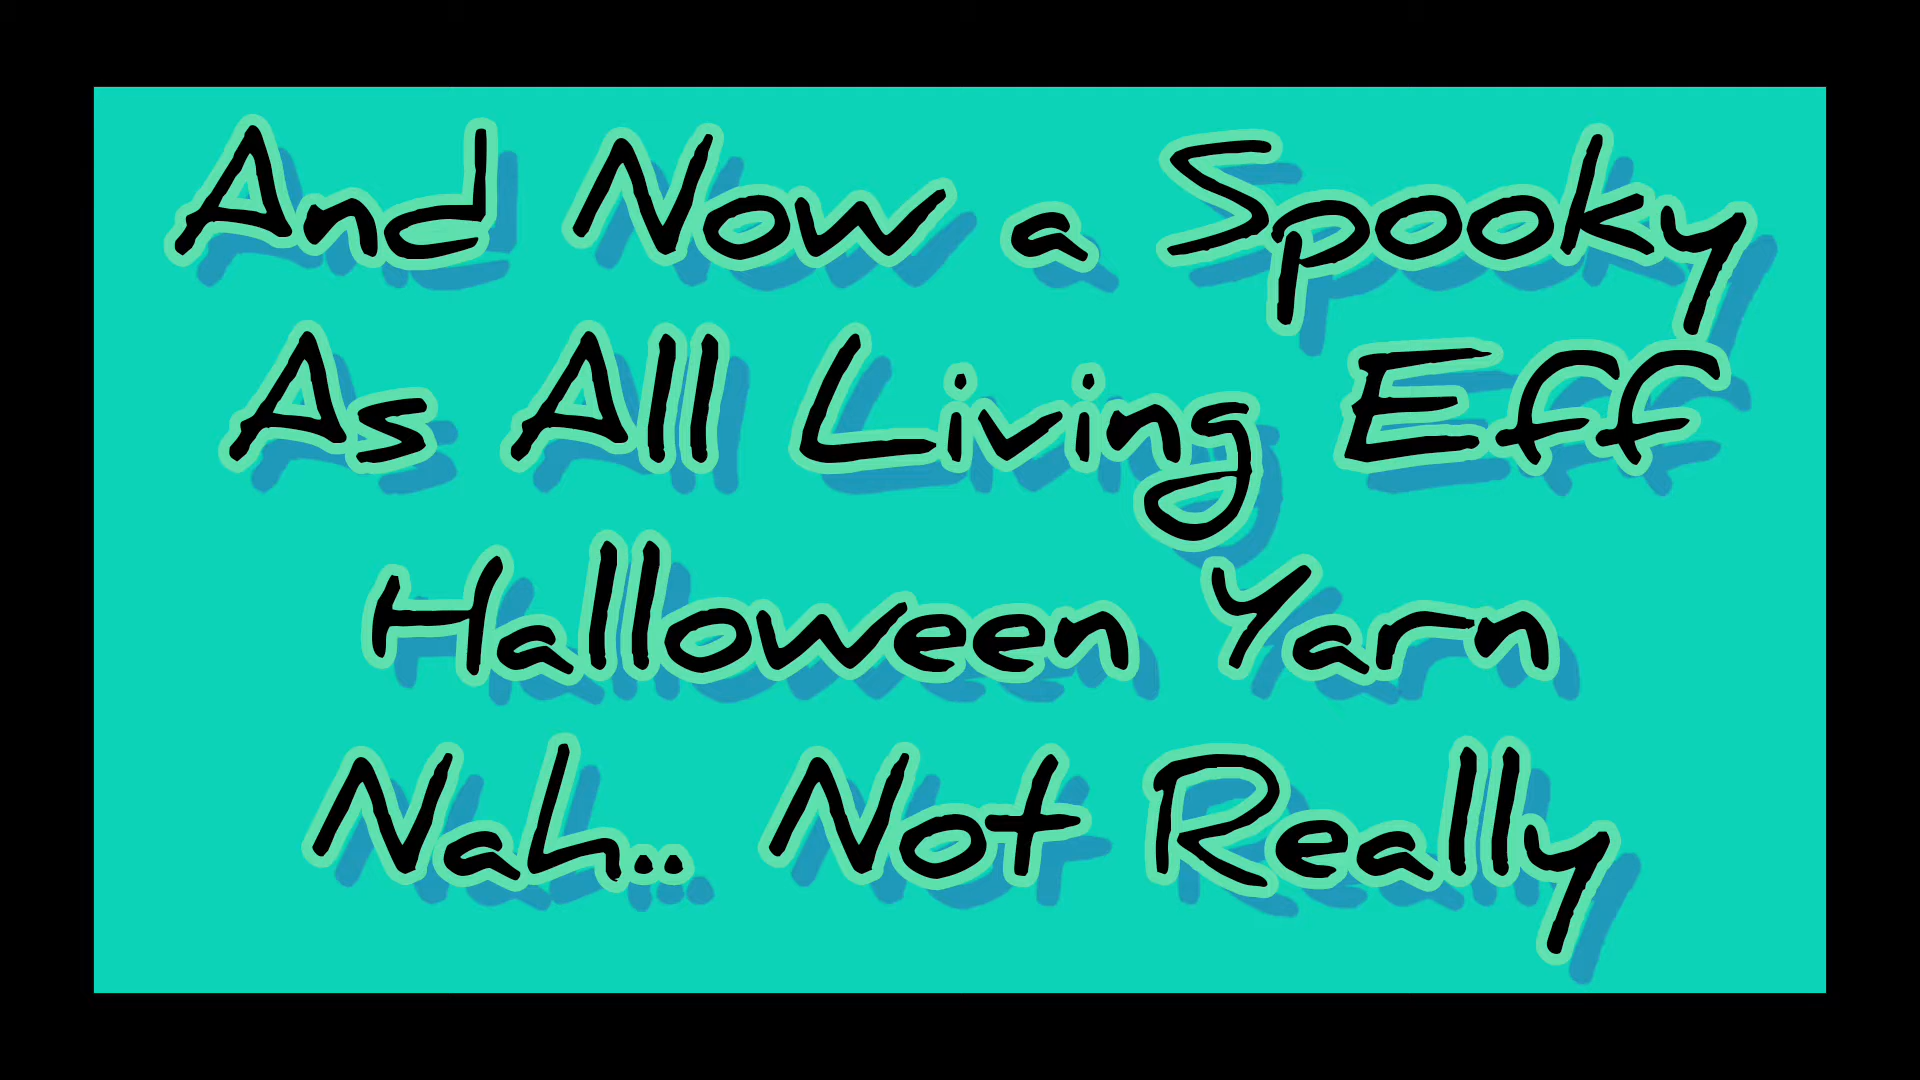 And Now a Spooky
As All Living Eff
Halloween Yarn
Nah.. Not Really